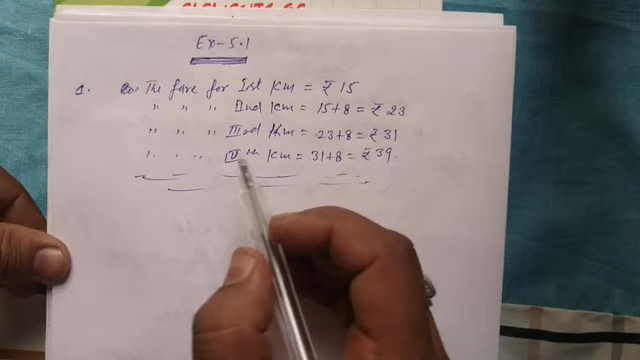 Ex-5.1
1. (a) The fare for Ist km = ₹ 15
" " " IInd km = 15+8 = ₹ 23
" " " IIIrd km = 23+8 = ₹ 31
" " " IVth km = 31+8 = ₹ 39.